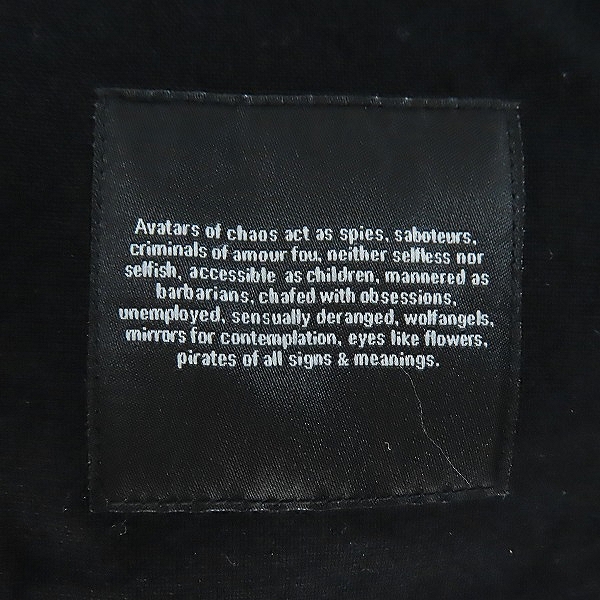 Avatars of chaos act as spies, saboteurs,
criminals of amour fou, neither selfless nor
selfish, accessible as children, mannered as
barbarians, chafed with obsessions,
unemployed, sensually deranged, wolfangels,
mirrors for contemplation, eyes like flowers,
pirates of all signs & meanings.